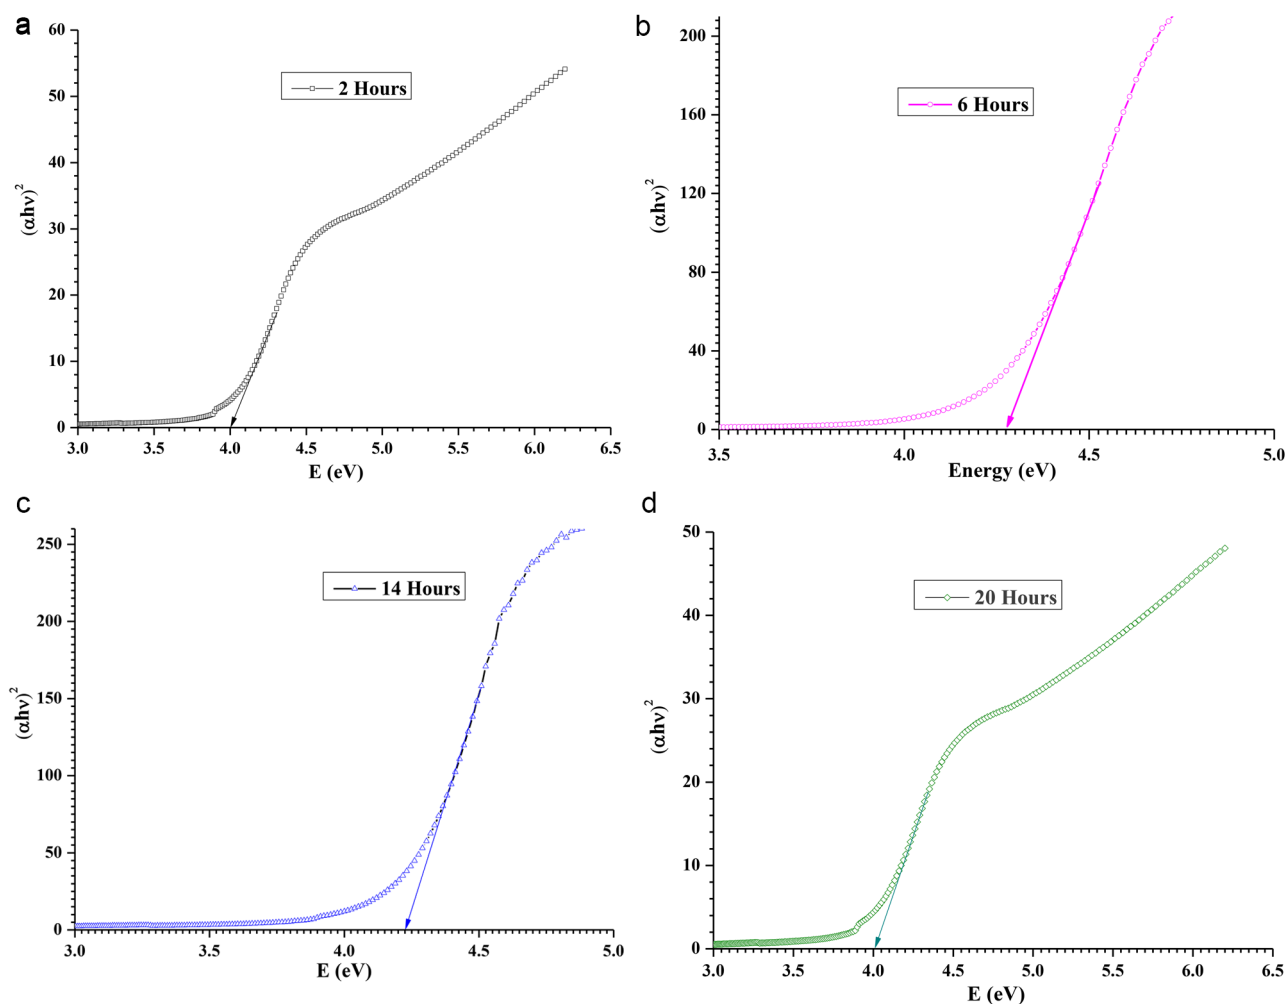 a
60
50
40
30
20
10
0
(αhν)²
2 Hours
3.0 3.5 4.0 4.5 5.0 5.5 6.0 6.5
E (eV)
b
200
160
120
80
40
0
(αhν)²
6 Hours
3.5 4.0 4.5 5.0
Energy (eV)
c
250
200
150
100
50
0
(αhν)²
14 Hours
3.0 3.5 4.0 4.5 5.0
E (eV)
d
50
40
30
20
10
0
(αhν)²
20 Hours
3.0 3.5 4.0 4.5 5.0 5.5 6.0 6.5
E (eV)